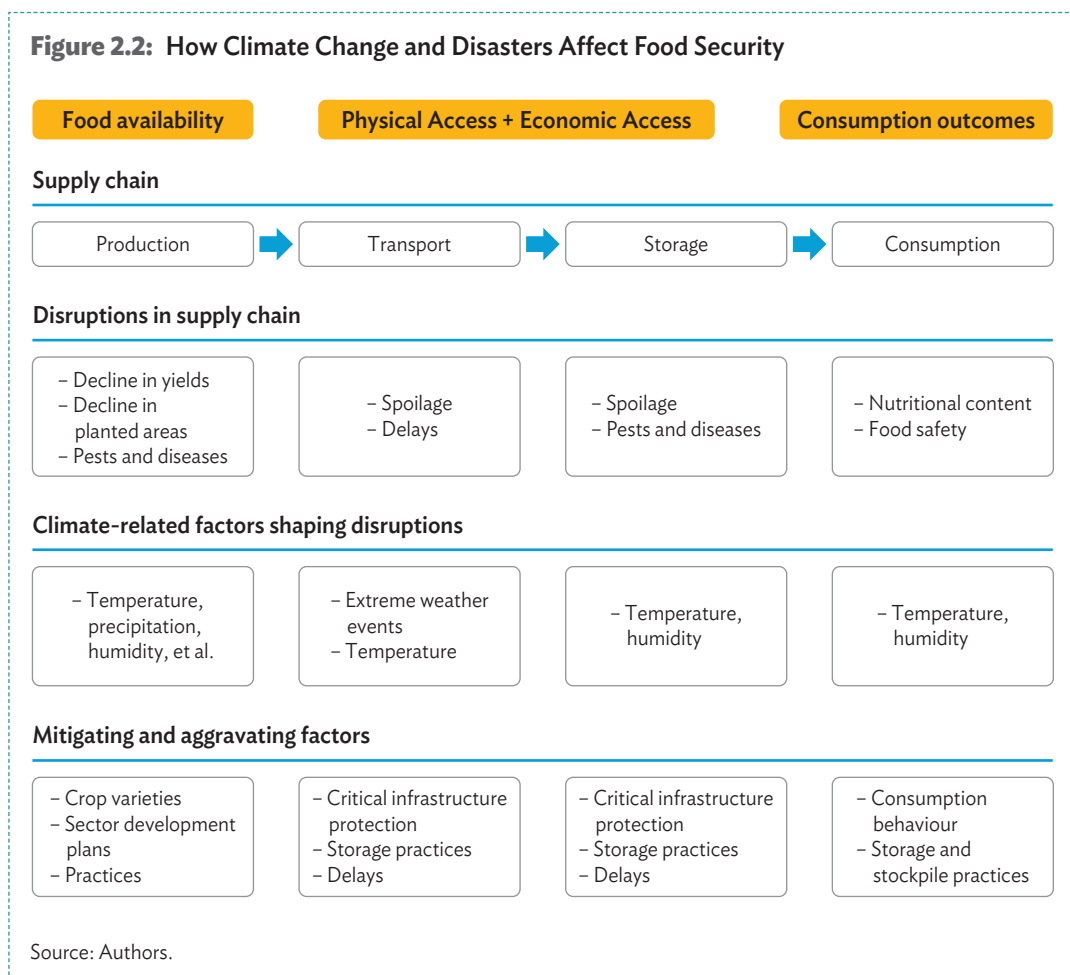 Figure 2.2: How Climate Change and Disasters Affect Food Security
Food availability
Physical Access + Economic Access
Consumption outcomes
Supply chain
Production
Transport
Storage
Consumption
Disruptions in supply chain
– Decline in yields
– Decline in
planted areas
– Pests and diseases
– Spoilage
– Delays
– Spoilage
– Pests and diseases
– Nutritional content
– Food safety
Climate-related factors shaping disruptions
– Temperature,
precipitation,
humidity, et al.
– Extreme weather
events
– Temperature
– Temperature,
humidity
– Temperature,
humidity
Mitigating and aggravating factors
– Crop varieties
– Sector development
plans
– Practices
– Critical infrastructure
protection
– Storage practices
– Delays
– Critical infrastructure
protection
– Storage practices
– Delays
– Consumption
behaviour
– Storage and
stockpile practices
Source: Authors.